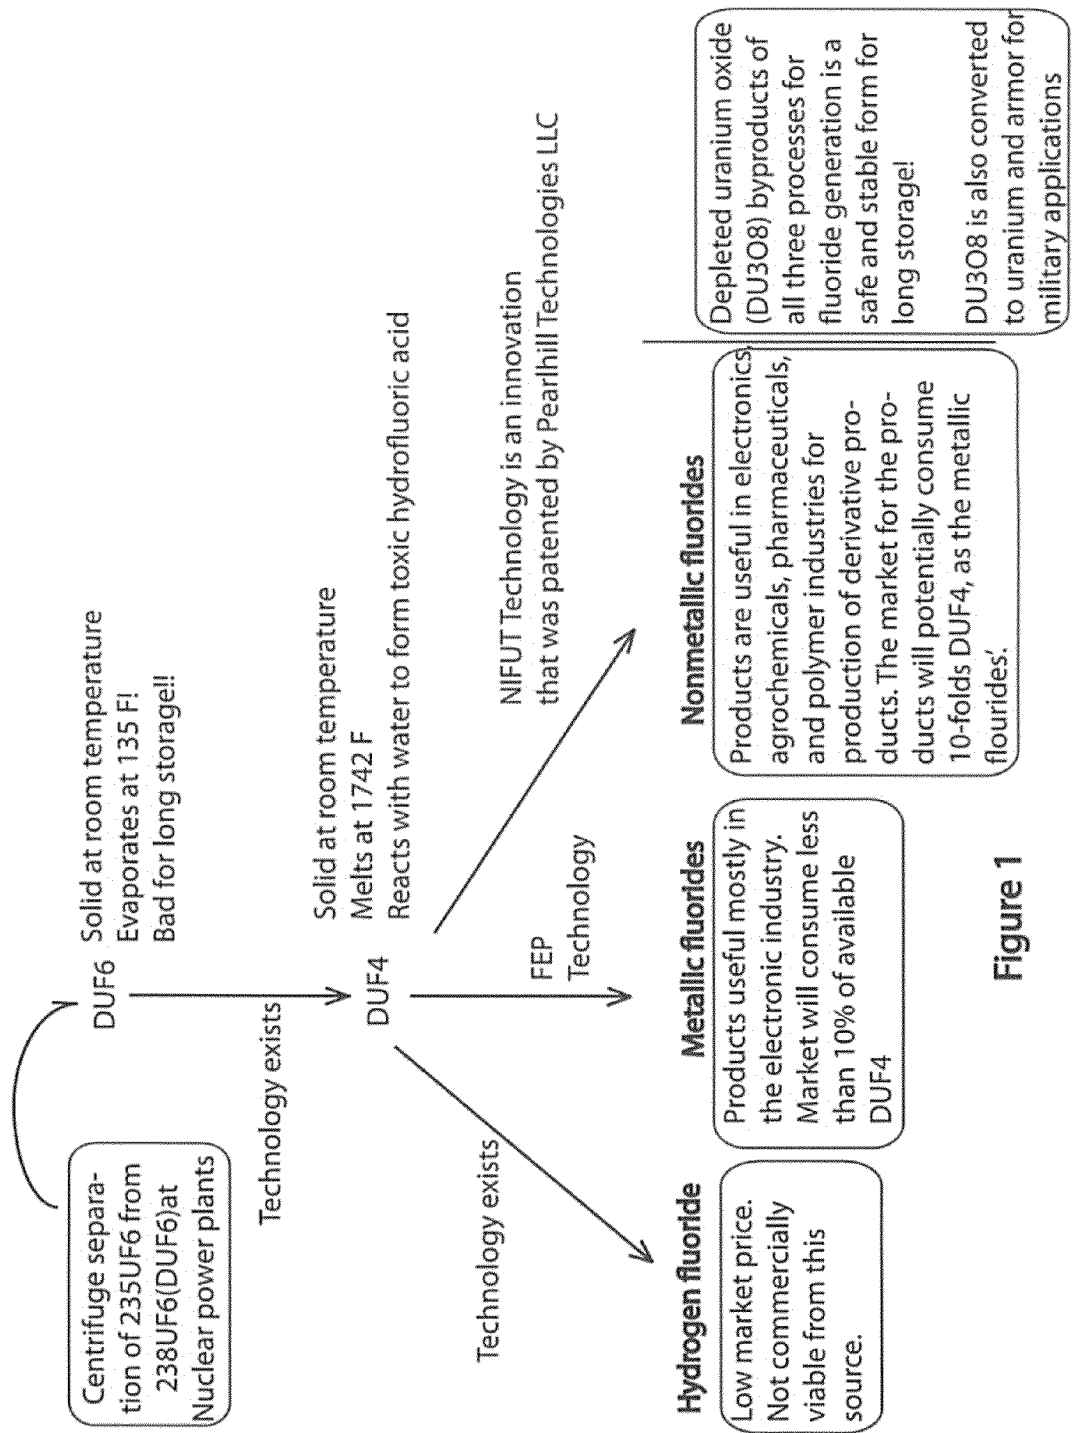 Centrifuge separa-
tion of 235UF6 from
238UF6(DUF6)at
Nuclear power plants
DUF6
Solid at room temperature
Evaporates at 135 F!
Bad for long storage!!
Technology exists
DUF4
Solid at room temperature
Melts at 1742 F
Reacts with water to form toxic hydrofluoric acid
Technology exists
FEP
Technology
NIFUT Technology is an innovation
that was patented by Pearlhill Technologies LLC
Hydrogen fluoride
Low market price.
Not commercially
viable from this
source.
Metallic fluorides
Products useful mostly in
the electronic industry.
Market will consume less
than 10% of available
DUF4
Nonmetallic fluorides
Products are useful in electronics,
agrochemicals, pharmaceuticals,
and polymer industries for
production of derivative pro-
ducts. The market for the pro-
ducts will potentially consume
10-folds DUF4, as the metallic
flourides'.
Depleted uranium oxide
(DU3O8) byproducts of
all three processes for
fluoride generation is a
safe and stable form for
long storage!
DU3O8 is also converted
to uranium and armor for
military applications
Figure 1